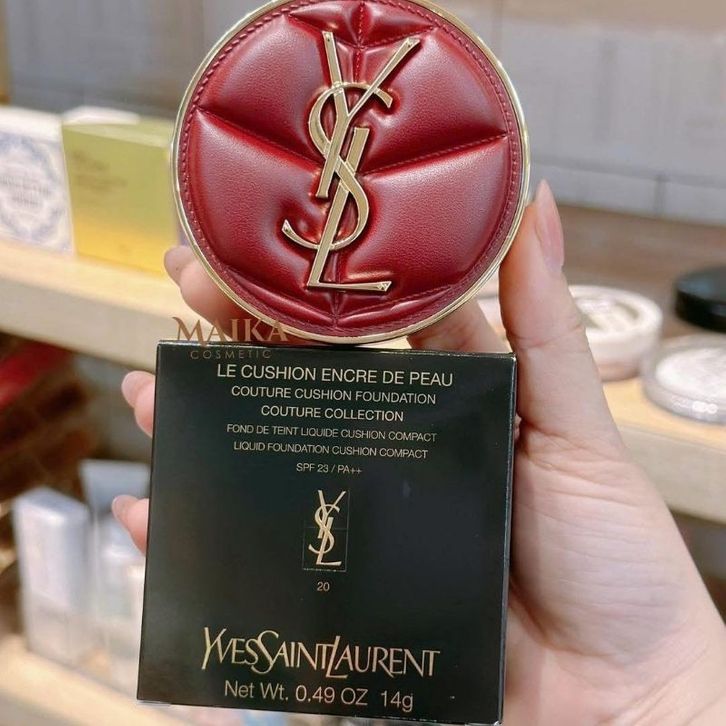 YSL
MAIKA
COSMETIC
LE CUSHION ENCRE DE PEAU
COUTURE CUSHION FOUNDATION
COUTURE COLLECTION
FOND DE TEINT LIQUIDE CUSHION COMPACT
LIQUID FOUNDATION CUSHION COMPACT
SPF 23 / PA++
YSL
20
YVESSAINTLAURENT
Net Wt. 0.49 OZ 14g